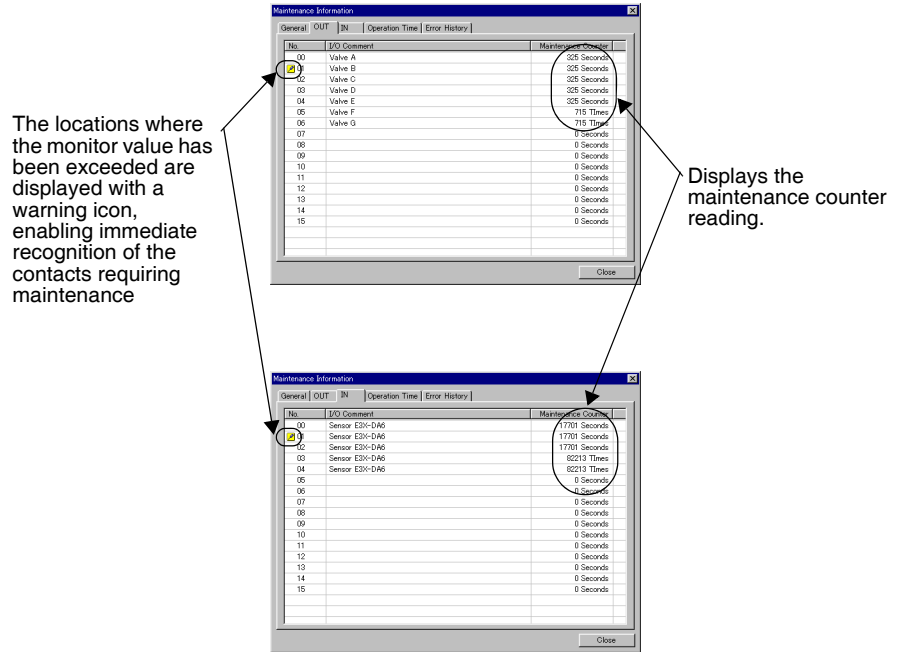 Maintenance Information
General OUT IN Operation Time Error History
No. I/O Comment Maintenance Counter
00 Valve A 325 Seconds
01 Valve B 325 Seconds
02 Valve C 325 Seconds
03 Valve D 325 Seconds
04 Valve E 325 Seconds
05 Valve F 715 TImes
06 Valve G 715 TImes
07 0 Seconds
08 0 Seconds
09 0 Seconds
10 0 Seconds
11 0 Seconds
12 0 Seconds
13 0 Seconds
14 0 Seconds
15 0 Seconds
Close
The locations where
the monitor value has
been exceeded are
displayed with a
warning icon,
enabling immediate
recognition of the
contacts requiring
maintenance
Displays the
maintenance counter
reading.
Maintenance Information
General OUT IN Operation Time Error History
No. I/O Comment Maintenance Counter
00 Sensor E3X-DA6 17701 Seconds
01 Sensor E3X-DA6 17701 Seconds
02 Sensor E3X-DA6 17701 Seconds
03 Sensor E3X-DA6 82213 TImes
04 Sensor E3X-DA6 82213 TImes
05 0 Seconds
06 0 Seconds
07 0 Seconds
08 0 Seconds
09 0 Seconds
10 0 Seconds
11 0 Seconds
12 0 Seconds
13 0 Seconds
14 0 Seconds
15 0 Seconds
Close